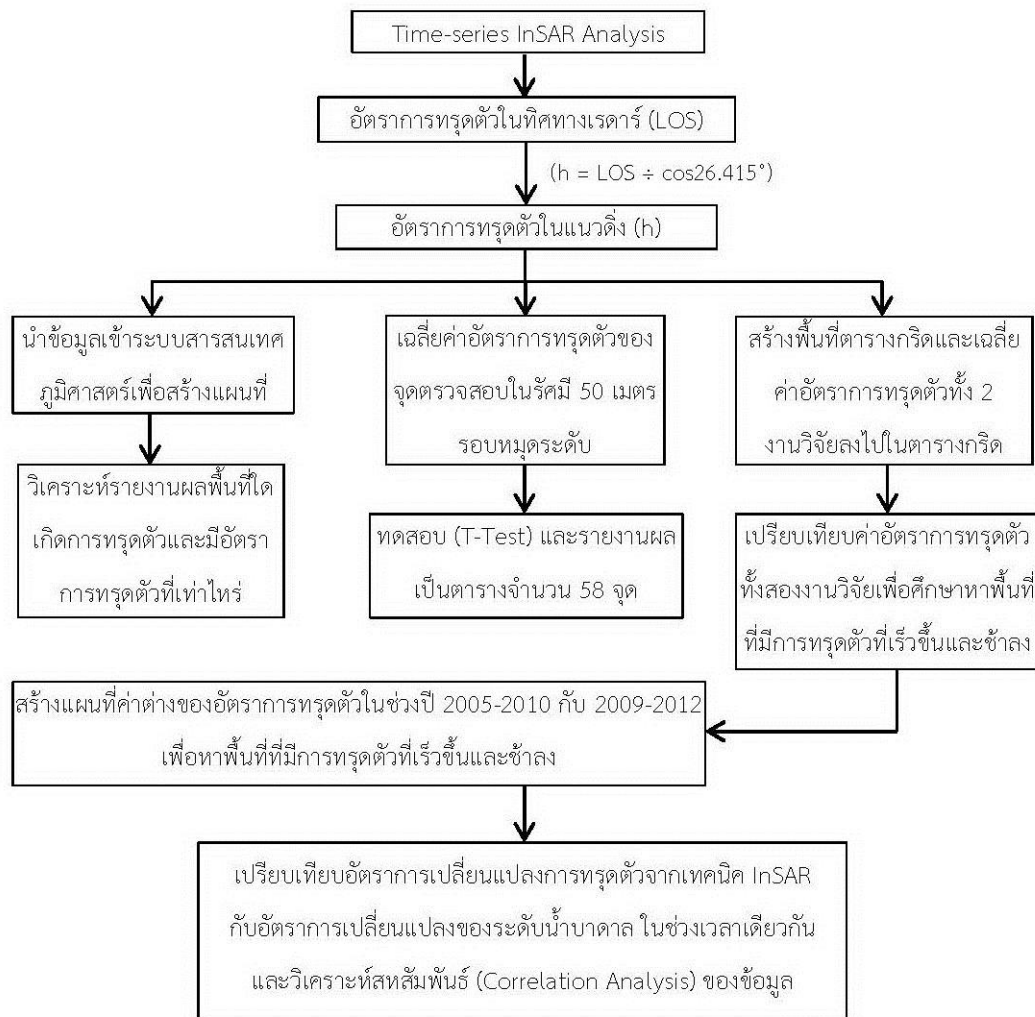 Time-series InSAR Analysis
อัตราการทรุดตัวในทิศทางเรดาร์ (LOS)
(h = LOS ÷ cos26.415°)
อัตราการทรุดตัวในแนวดิ่ง (h)
นำข้อมูลเข้าระบบสารสนเทศ
ภูมิศาสตร์เพื่อสร้างแผนที่
เฉลี่ยค่าอัตราการทรุดตัวของ
จุดตรวจสอบในรัศมี 50 เมตร
รอบหมุดระดับ
สร้างพื้นที่ตารางกริดและเฉลี่ย
ค่าอัตราการทรุดตัวทั้ง 2
งานวิจัยลงไปในตารางกริด
วิเคราะห์รายงานผลพื้นที่ใด
เกิดการทรุดตัวและมีอัตรา
การทรุดตัวที่เท่าไหร่
ทดสอบ (T-Test) และรายงานผล
เป็นตารางจำนวน 58 จุด
เปรียบเทียบค่าอัตราการทรุดตัว
ทั้งสองงานวิจัยเพื่อศึกษาหาพื้นที่
ที่มีการทรุดตัวที่เร็วขึ้นและช้าลง
สร้างแผนที่ค่าต่างของอัตราการทรุดตัวในช่วงปี 2005-2010 กับ 2009-2012
เพื่อหาพื้นที่ที่มีการทรุดตัวที่เร็วขึ้นและช้าลง
เปรียบเทียบอัตราการเปลี่ยนแปลงการทรุดตัวจากเทคนิค InSAR
กับอัตราการเปลี่ยนแปลงของระดับน้ำบาดาล ในช่วงเวลาเดียวกัน
และวิเคราะห์สหสัมพันธ์ (Correlation Analysis) ของข้อมูล